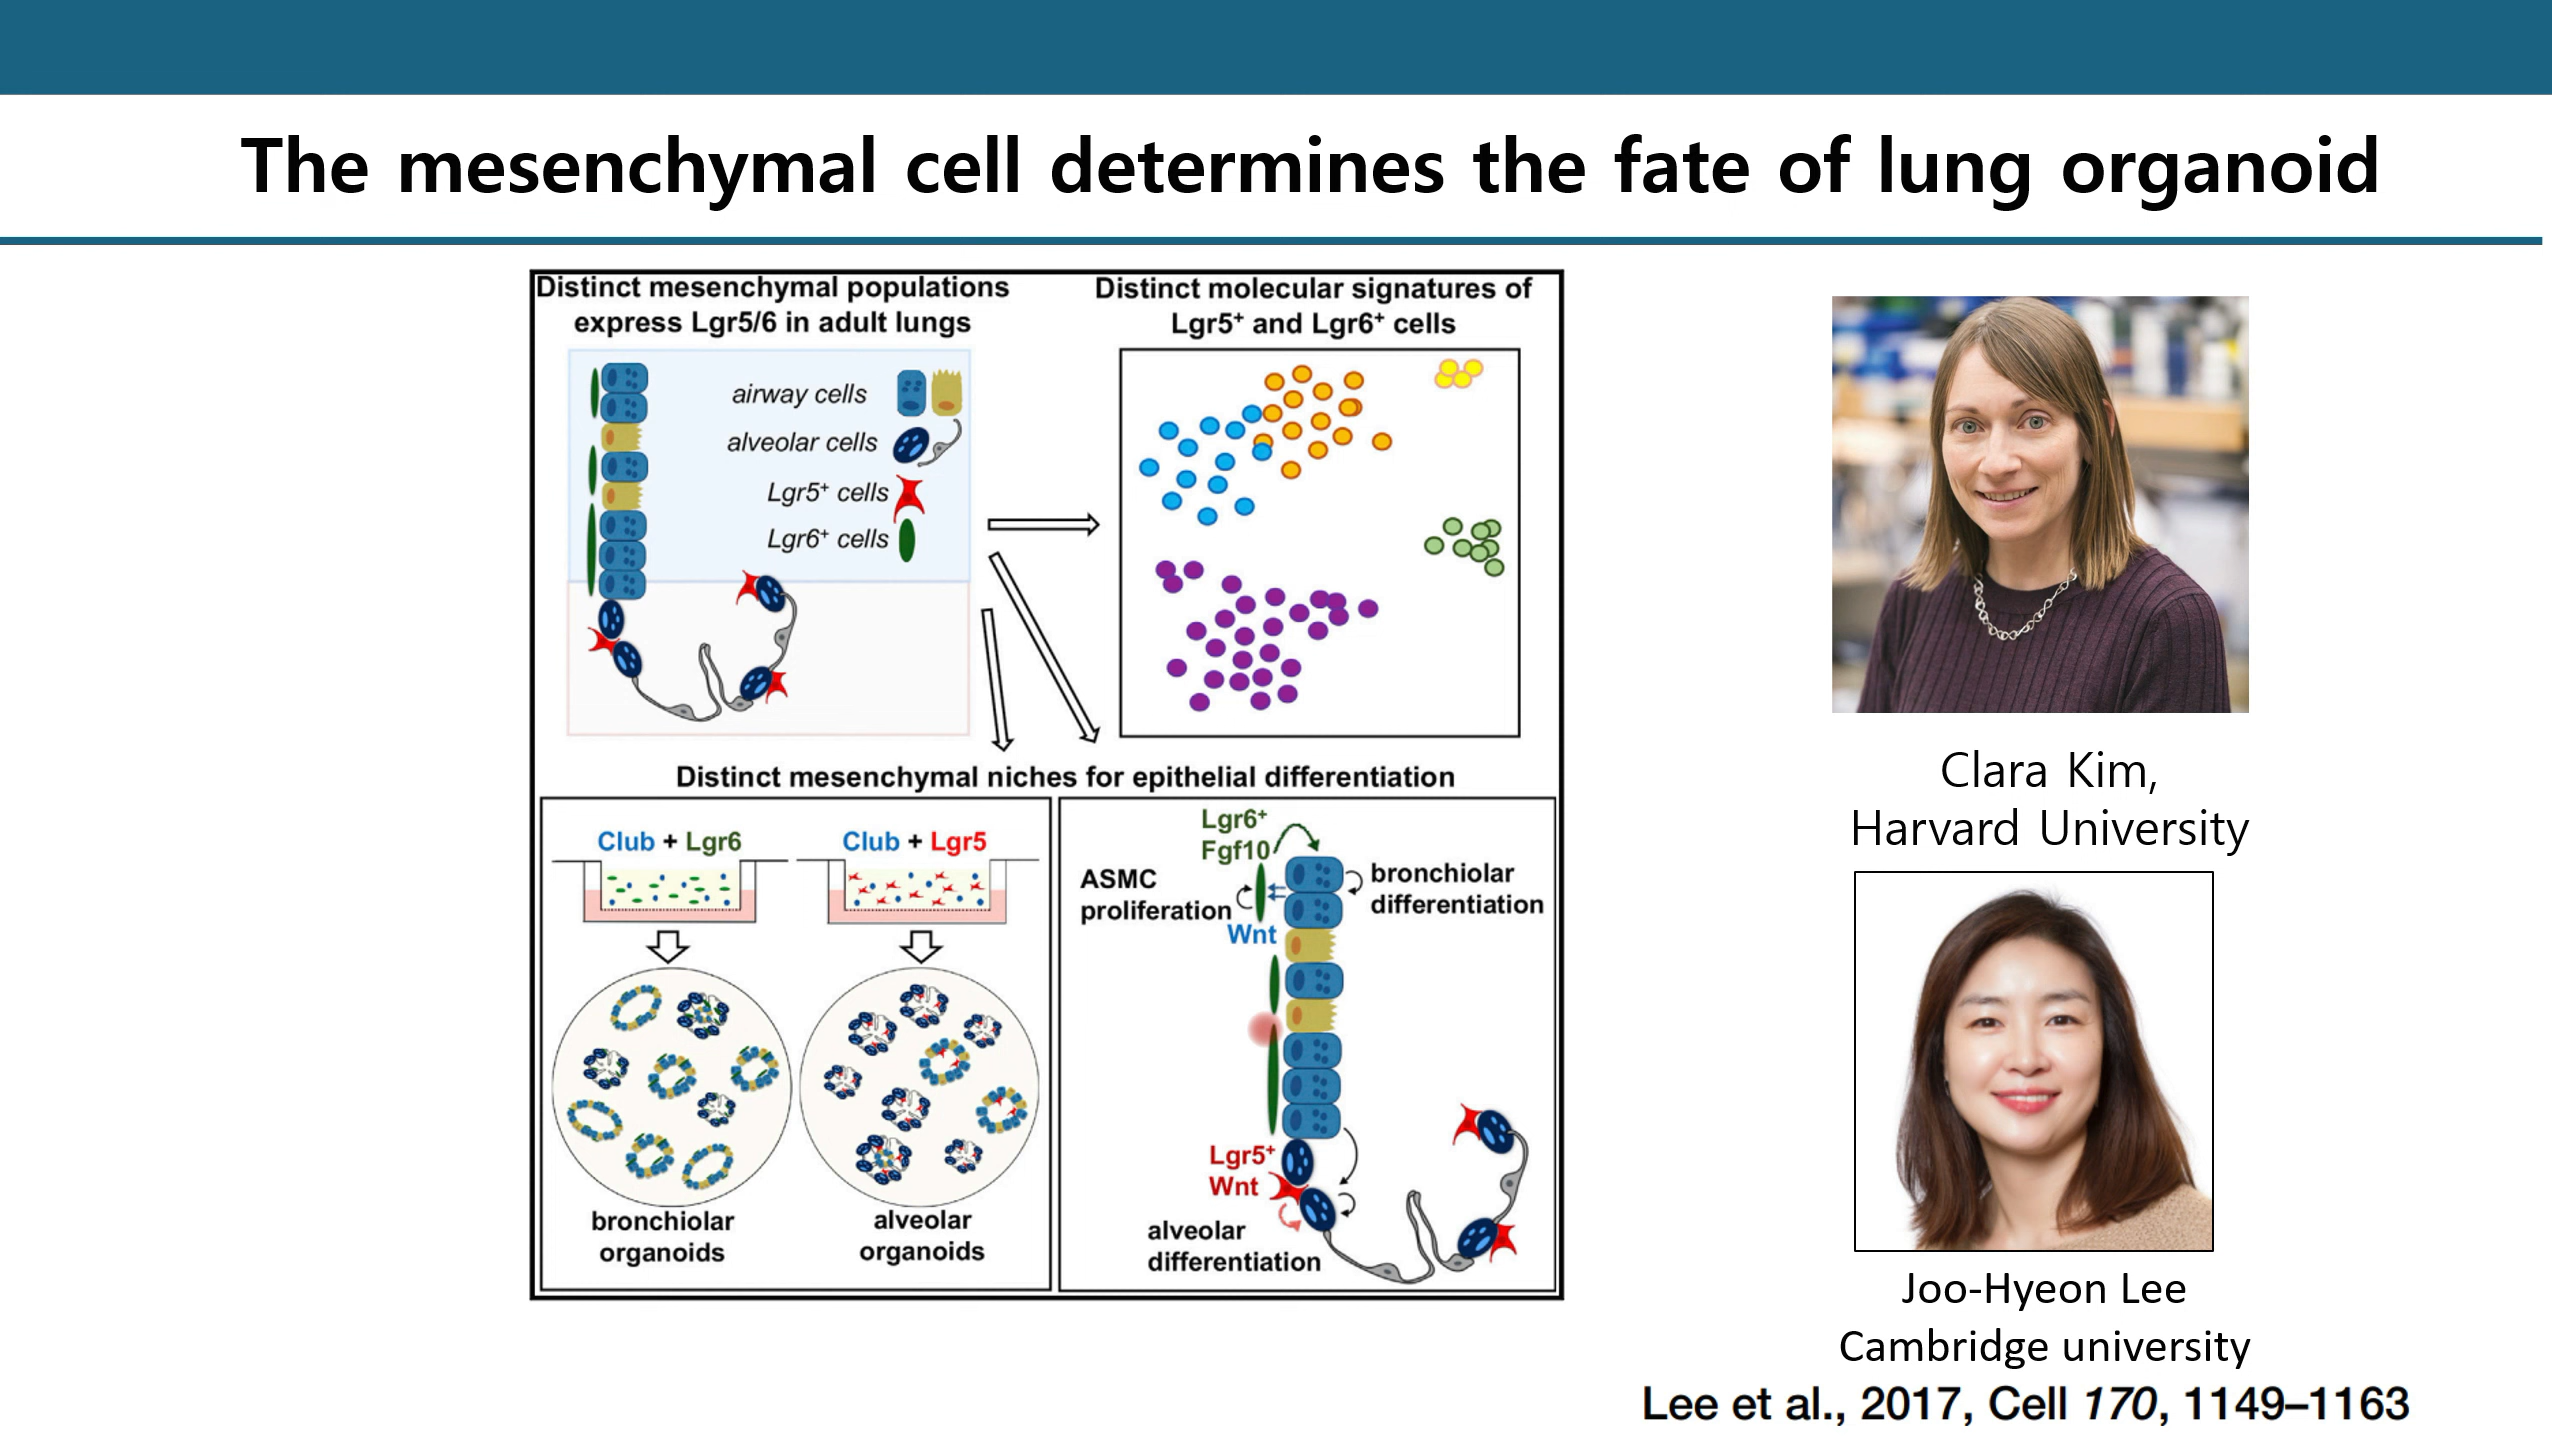 The mesenchymal cell determines the fate of lung organoid
Distinct mesenchymal populations
express Lgr5/6 in adult lungs
airway cells
alveolar cells
Lgr5⁺ cells
Lgr6⁺ cells
Distinct molecular signatures of
Lgr5⁺ and Lgr6⁺ cells
Distinct mesenchymal niches for epithelial differentiation
Club + Lgr6
Club + Lgr5
bronchiolar
organoids
alveolar
organoids
Lgr6⁺
Fgf10
ASMC
proliferation
Wnt
bronchiolar
differentiation
Lgr5⁺
Wnt
alveolar
differentiation
Clara Kim,
Harvard University
Joo-Hyeon Lee
Cambridge university
Lee et al., 2017, Cell 170, 1149–1163